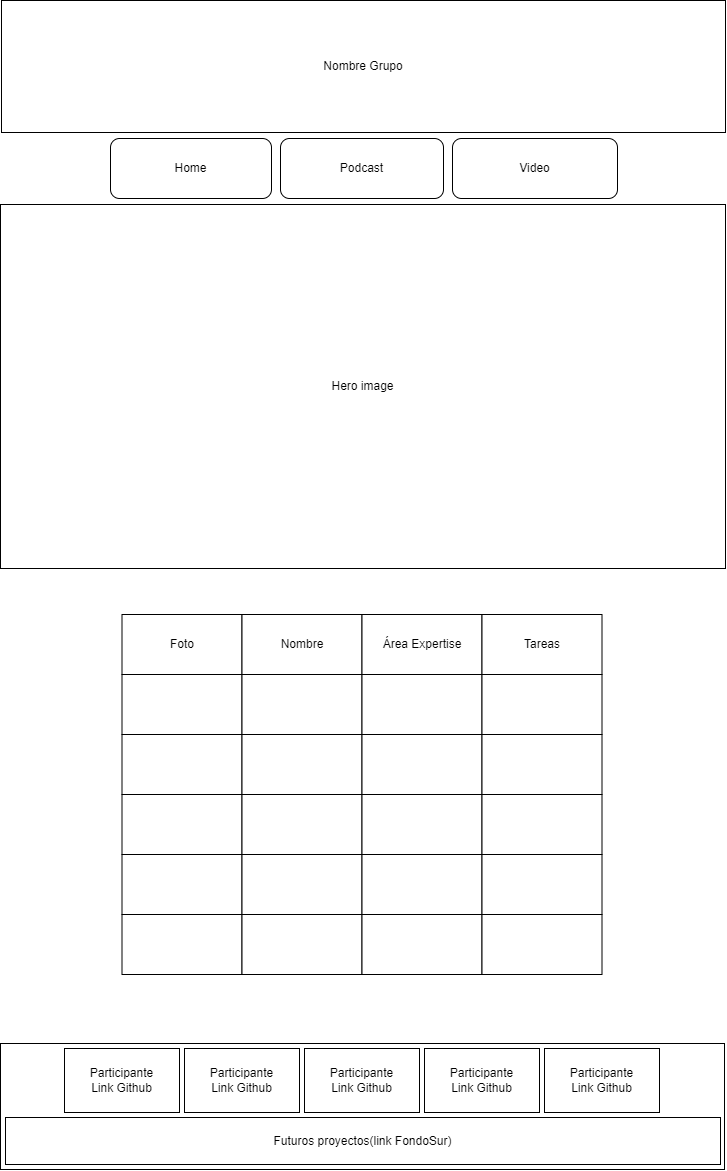 Nombre Grupo
Home
Podcast
Video
Hero image
Foto
Nombre
Área Expertise
Tareas
Participante
Link Github
Participante
Link Github
Participante
Link Github
Participante
Link Github
Participante
Link Github
Futuros proyectos(link FondoSur)